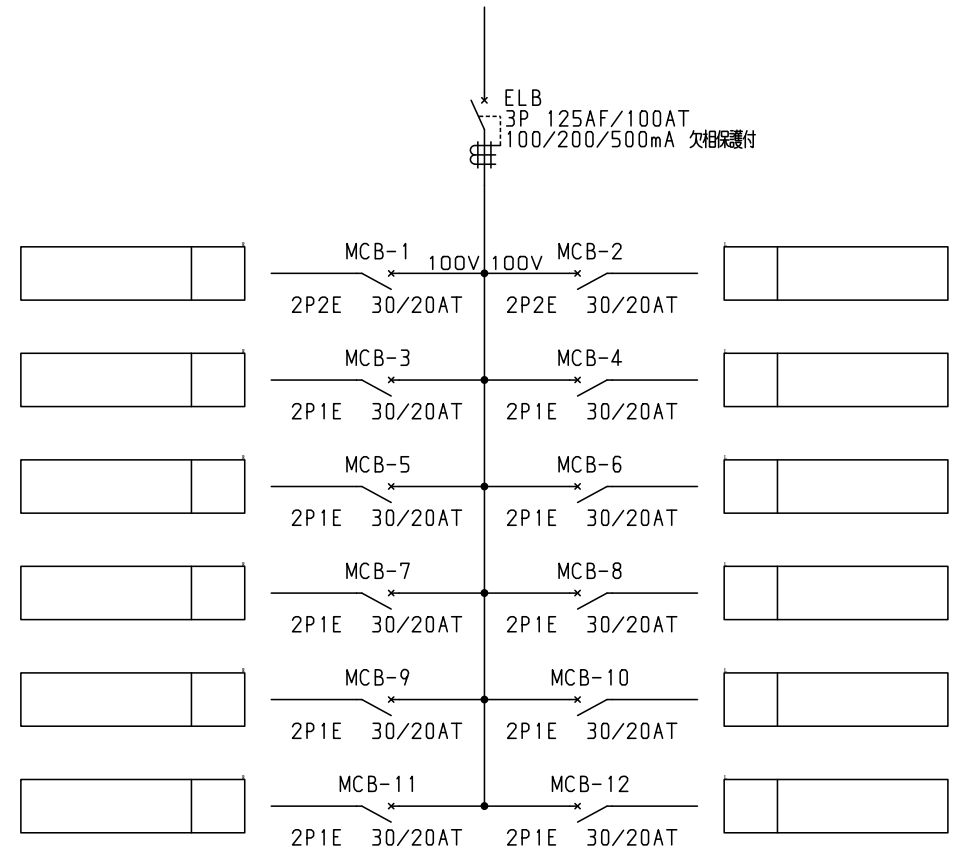 ELB
3P 125AF/100AT
100/200/500mA 欠相保護付
MCB-1 100V 100V MCB-2
2P2E 30/20AT 2P2E 30/20AT
MCB-3 MCB-4
2P1E 30/20AT 2P1E 30/20AT
MCB-5 MCB-6
2P1E 30/20AT 2P1E 30/20AT
MCB-7 MCB-8
2P1E 30/20AT 2P1E 30/20AT
MCB-9 MCB-10
2P1E 30/20AT 2P1E 30/20AT
MCB-11 MCB-12
2P1E 30/20AT 2P1E 30/20AT